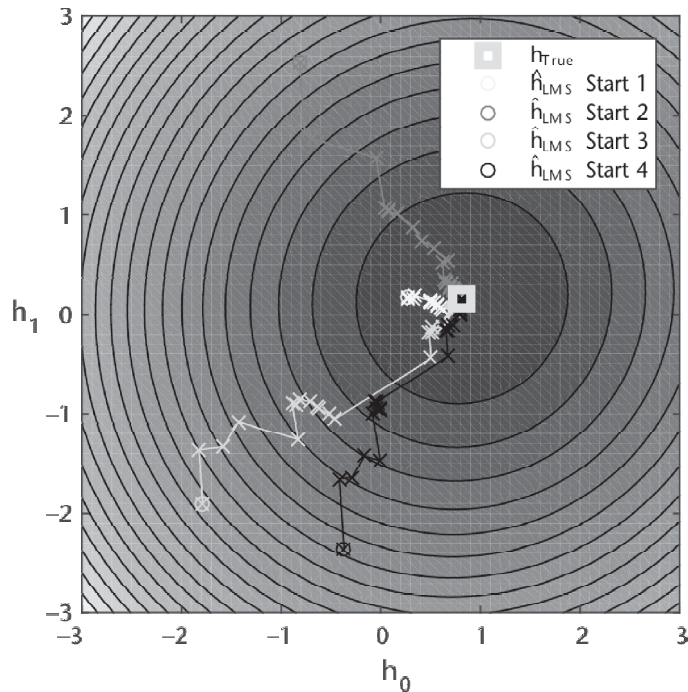 3
2
1
0
−1
−2
−3
h₁
hTrue
ĥLMS Start 1
ĥLMS Start 2
ĥLMS Start 3
ĥLMS Start 4
−3 −2 −1 0 1 2 3
h₀